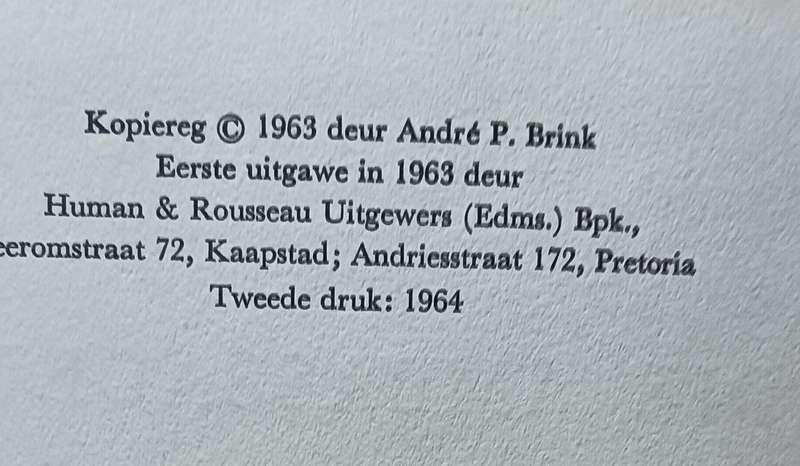 Kopiereg © 1963 deur André P. Brink
Eerste uitgawe in 1963 deur
Human & Rousseau Uitgewers (Edms.) Bpk.,
72, Kaapstad; Andriesstraat 172, Pretoria
Tweede druk: 1964